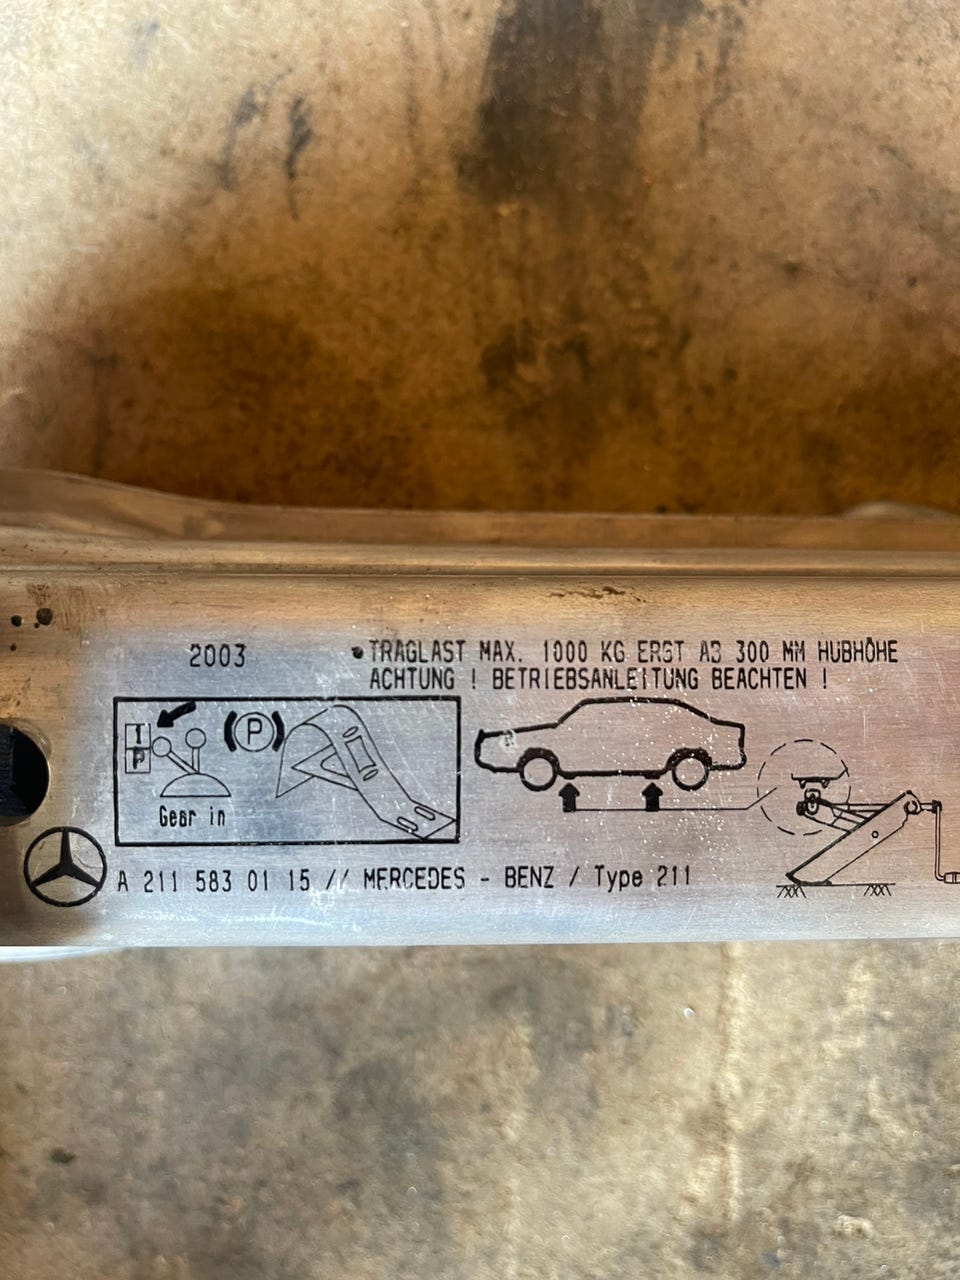 2003
TRAGLAST MAX. 1000 KG ERST AB 300 MM HUBHÖHE
ACHTUNG ! BETRIEBSANLEITUNG BEACHTEN !
1
P
(P)
Gear in
A 211 583 01 15 // MERCEDES - BENZ / Type 211